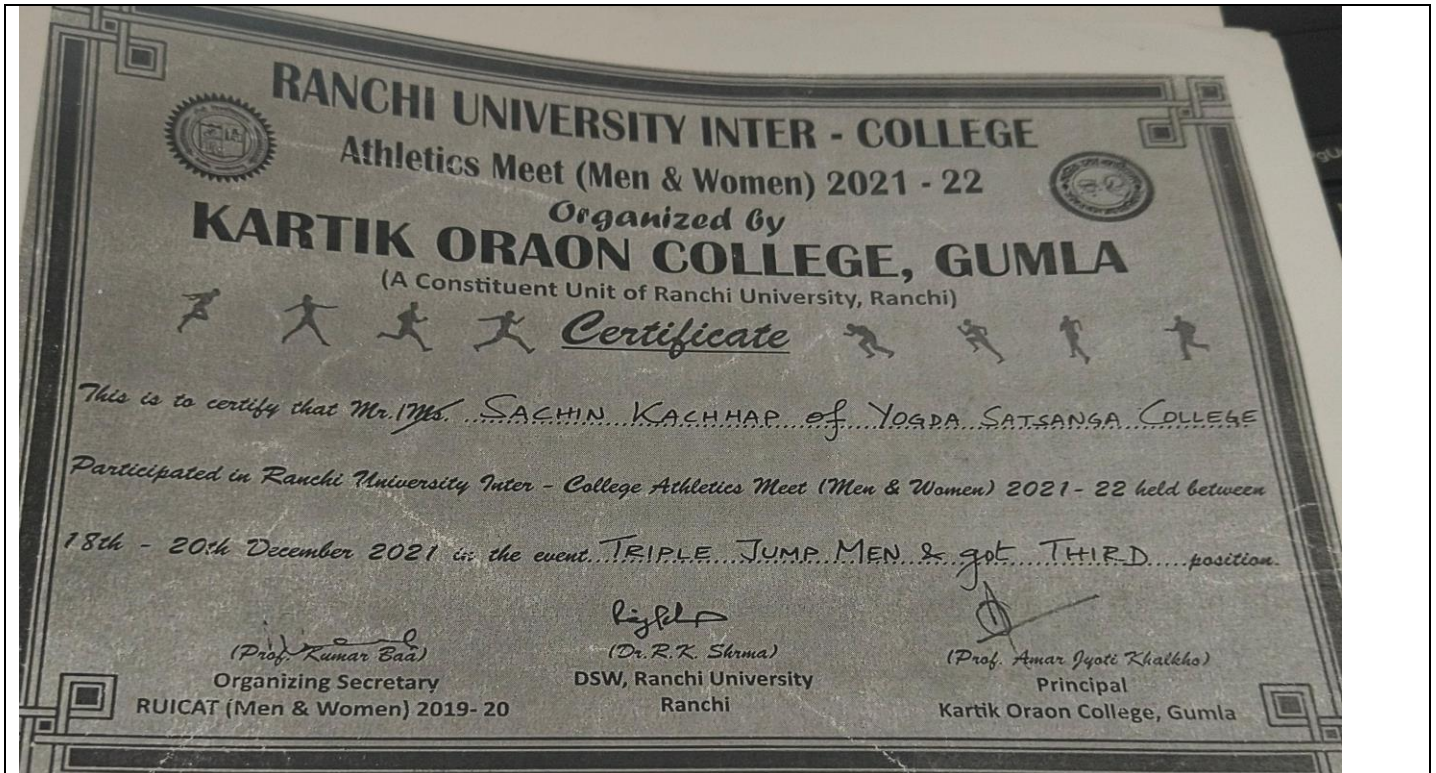 RANCHI UNIVERSITY INTER - COLLEGE
Athletics Meet (Men & Women) 2021 - 22
Organized by
KARTIK ORAON COLLEGE, GUMLA
(A Constituent Unit of Ranchi University, Ranchi)
Certificate
This is to certify that Mr./Ms. SACHIN KACHHAP of YOGDA SATSANGA COLLEGE
Participated in Ranchi University Inter - College Athletics Meet (Men & Women) 2021 - 22 held between
18th - 20th December 2021 in the event TRIPLE JUMP MEN & got THIRD position.
(Prof. Kumar Baa) (Dr.R.K. Shrma) (Prof. Amar Jyoti Khalkho)
Organizing Secretary DSW, Ranchi University Principal
RUICAT (Men & Women) 2019- 20 Ranchi Kartik Oraon College, Gumla